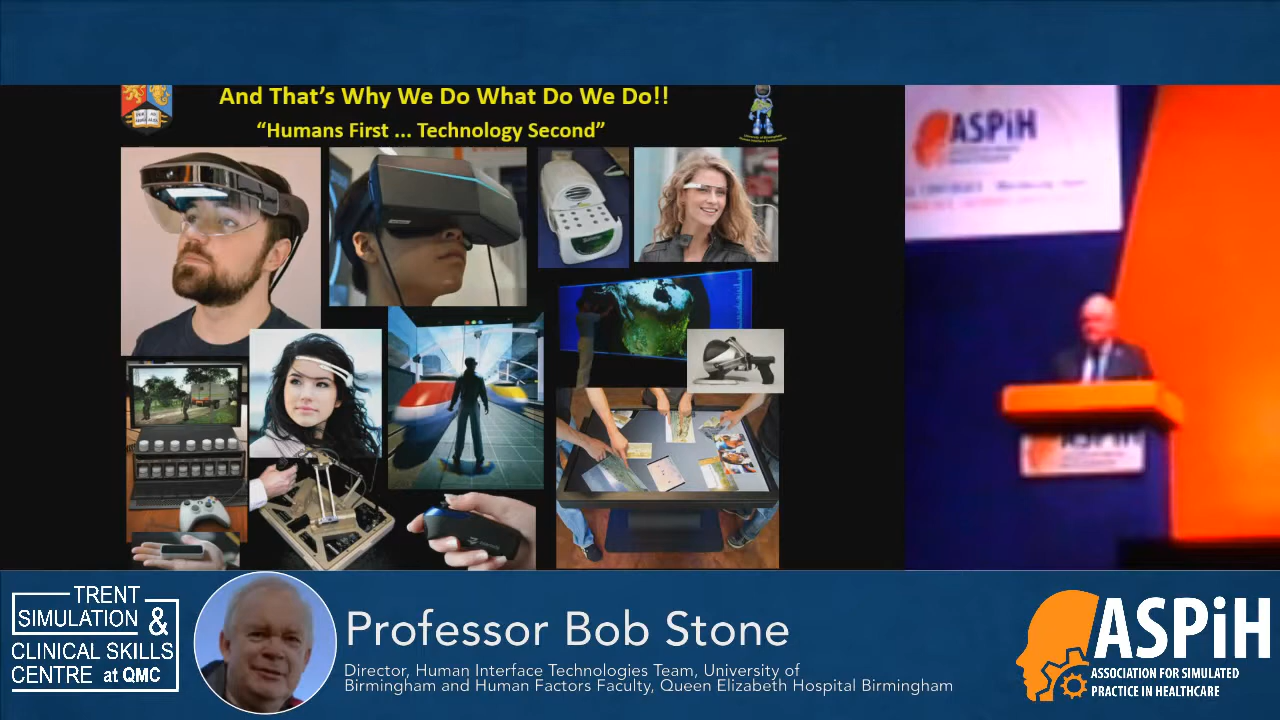 And That's Why We Do What Do We Do!!
“Humans First ... Technology Second”
ASPiH
ASPiH
TRENT
SIMULATION &
CLINICAL SKILLS
CENTRE at QMC
Professor Bob Stone
Director, Human Interface Technologies Team, University of
Birmingham and Human Factors Faculty, Queen Elizabeth Hospital Birmingham
ASPiH
ASSOCIATION FOR SIMULATED
PRACTICE IN HEALTHCARE